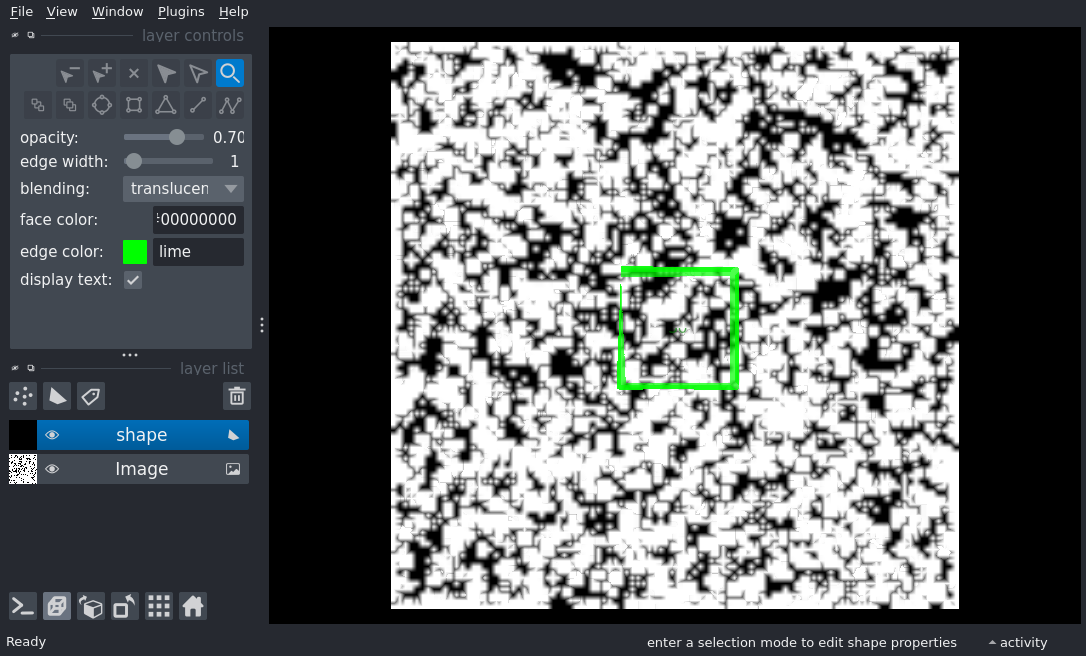 File View Window Plugins Help
layer controls
opacity: 0.70
edge width: 1
blending: translucen
face color: #00000000
edge color: lime
display text:
layer list
shape
Image
Ready
enter a selection mode to edit shape properties
activity